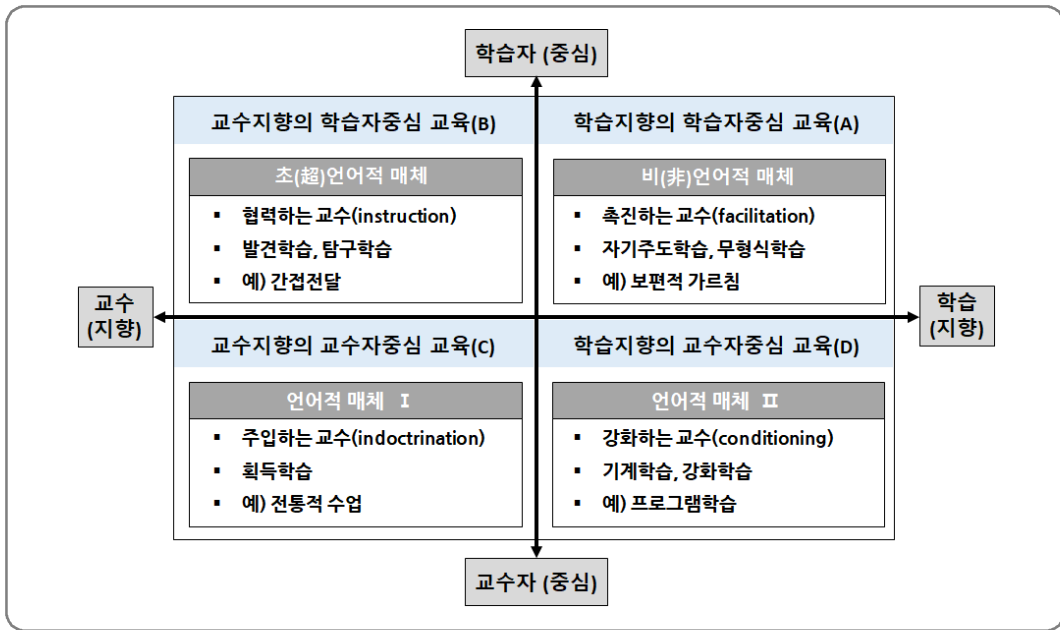 학습자 (중심)
교수지향의 학습자중심 교육(B)
초(超)언어적 매체
▪ 협력하는 교수(instruction)
▪ 발견학습, 탐구학습
▪ 예) 간접전달
학습지향의 학습자중심 교육(A)
비(非)언어적 매체
▪ 촉진하는 교수(facilitation)
▪ 자기주도학습, 무형식학습
▪ 예) 보편적 가르침
교수
(지향)
학습
(지향)
교수지향의 교수자중심 교육(C)
언어적 매체 Ⅰ
▪ 주입하는 교수(indoctrination)
▪ 획득학습
▪ 예) 전통적 수업
학습지향의 교수자중심 교육(D)
언어적 매체 Ⅱ
▪ 강화하는 교수(conditioning)
▪ 기계학습, 강화학습
▪ 예) 프로그램학습
교수자 (중심)